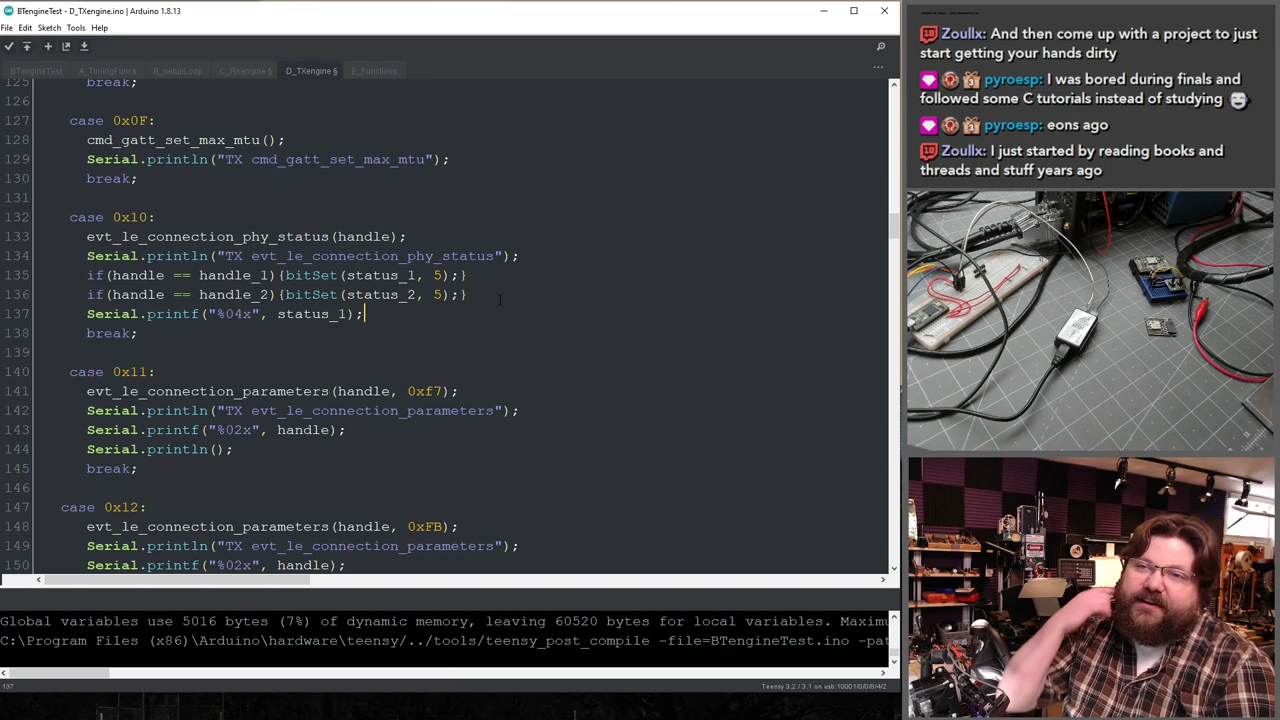 BTengineTest - D_TXengine.ino | Arduino 1.8.13
File Edit Sketch Tools Help
BTengineTest A_TimingFuncs B_setupLoop C_RXengine § D_TXengine § E_Functions
125 break;
126
127 case 0x0F:
128 cmd_gatt_set_max_mtu();
129 Serial.println("TX cmd_gatt_set_max_mtu");
130 break;
131
132 case 0x10:
133 evt_le_connection_phy_status(handle);
134 Serial.println("TX evt_le_connection_phy_status");
135 if(handle == handle_1){bitSet(status_1, 5);}
136 if(handle == handle_2){bitSet(status_2, 5);}
137 Serial.printf("%04x", status_1);
138 break;
139
140 case 0x11:
141 evt_le_connection_parameters(handle, 0xf7);
142 Serial.println("TX evt_le_connection_parameters");
143 Serial.printf("%02x", handle);
144 Serial.println();
145 break;
146
147 case 0x12:
148 evt_le_connection_parameters(handle, 0xFB);
149 Serial.println("TX evt_le_connection_parameters");
150 Serial.printf("%02x", handle);
Global variables use 5016 bytes (7%) of dynamic memory, leaving 60520 bytes for local variables. Maximu
C:\Program Files (x86)\Arduino\hardware\teensy/../tools/teensy_post_compile -file=BTengineTest.ino -pat
137
Teensy 3.2 / 3.1 on usb:10001/0/0/8/4/2
Zoullx: And then come up with a project to just
start getting your hands dirty
pyroesp: I was bored during finals and
followed some C tutorials instead of studying
pyroesp: eons ago
Zoullx: I just started by reading books and
threads and stuff years ago